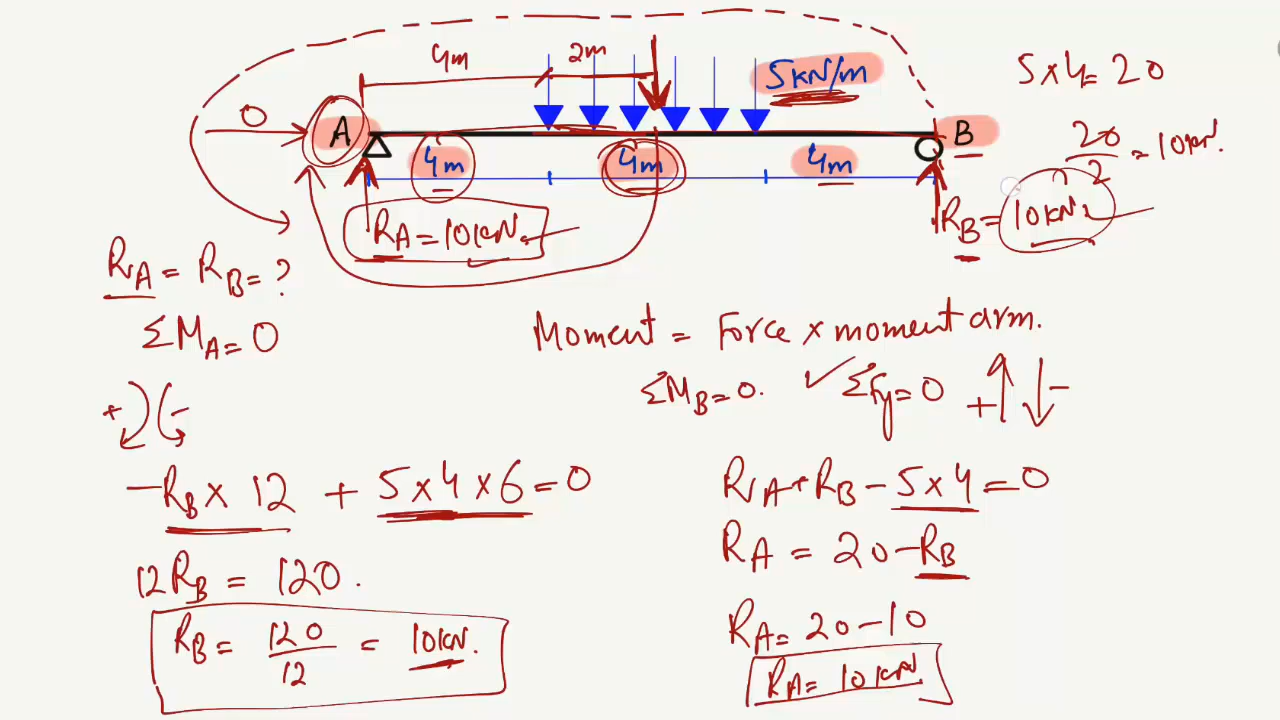 4m 2m
5kN/m
5 x 4 = 20
0
A
B
20/2 = 10kN.
4m 4m 4m
RA = 10kN.
RB = 10kN
RA = RB = ?
ΣMA = 0
Moment = Force x moment arm.
ΣMB = 0. ✓ ΣFy = 0 + ↑ ↓ -
+ -
- RB x 12 + 5 x 4 x 6 = 0
RA + RB - 5 x 4 = 0
12RB = 120.
RA = 20 - RB
RB = 120/12 = 10kN.
RA = 20 - 10
RA = 10 kN